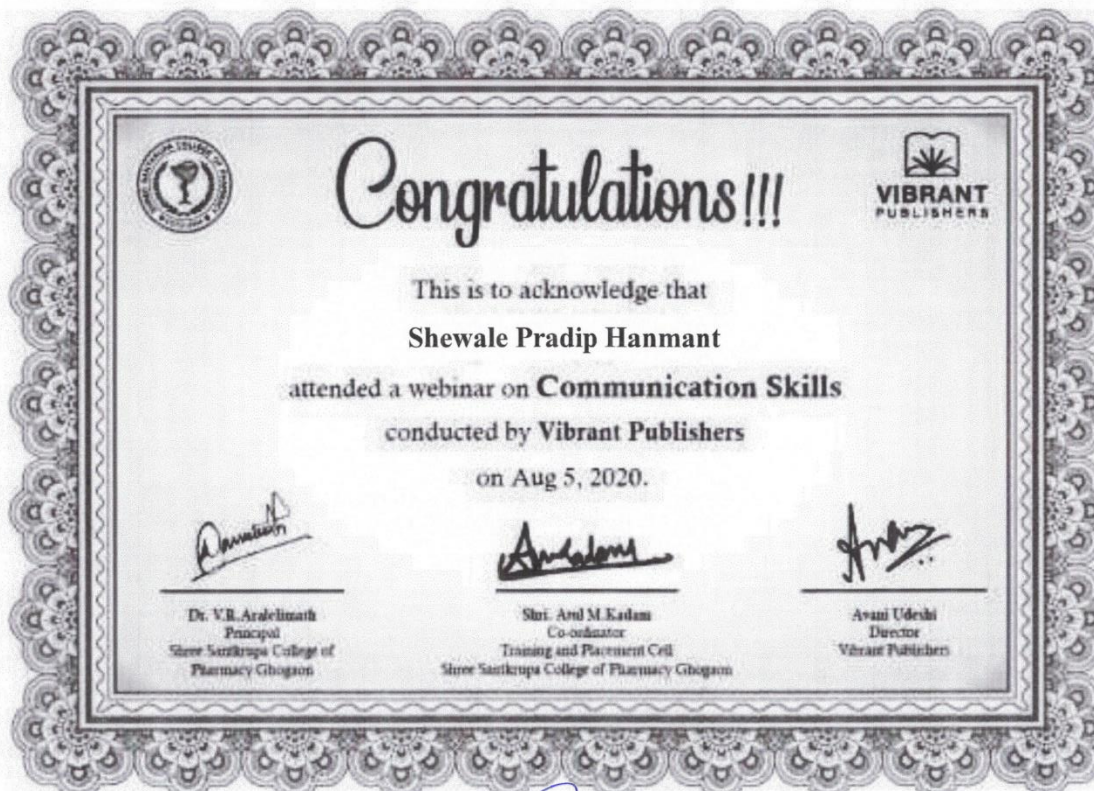 Congratulations!!!
VIBRANT
PUBLISHERS
This is to acknowledge that
Shewale Pradip Hanmant
attended a webinar on Communication Skills
conducted by Vibrant Publishers
on Aug 5, 2020.
Dr. V.R. Aralelimath
Principal
Shree Santkrupa College of
Pharmacy Ghogaon
Shri. Amol M. Kadam
Co-ordinator
Training and Placement Cell
Shree Santkrupa College of Pharmacy Ghogaon
Avani Udeshi
Director
Vibrant Publishers